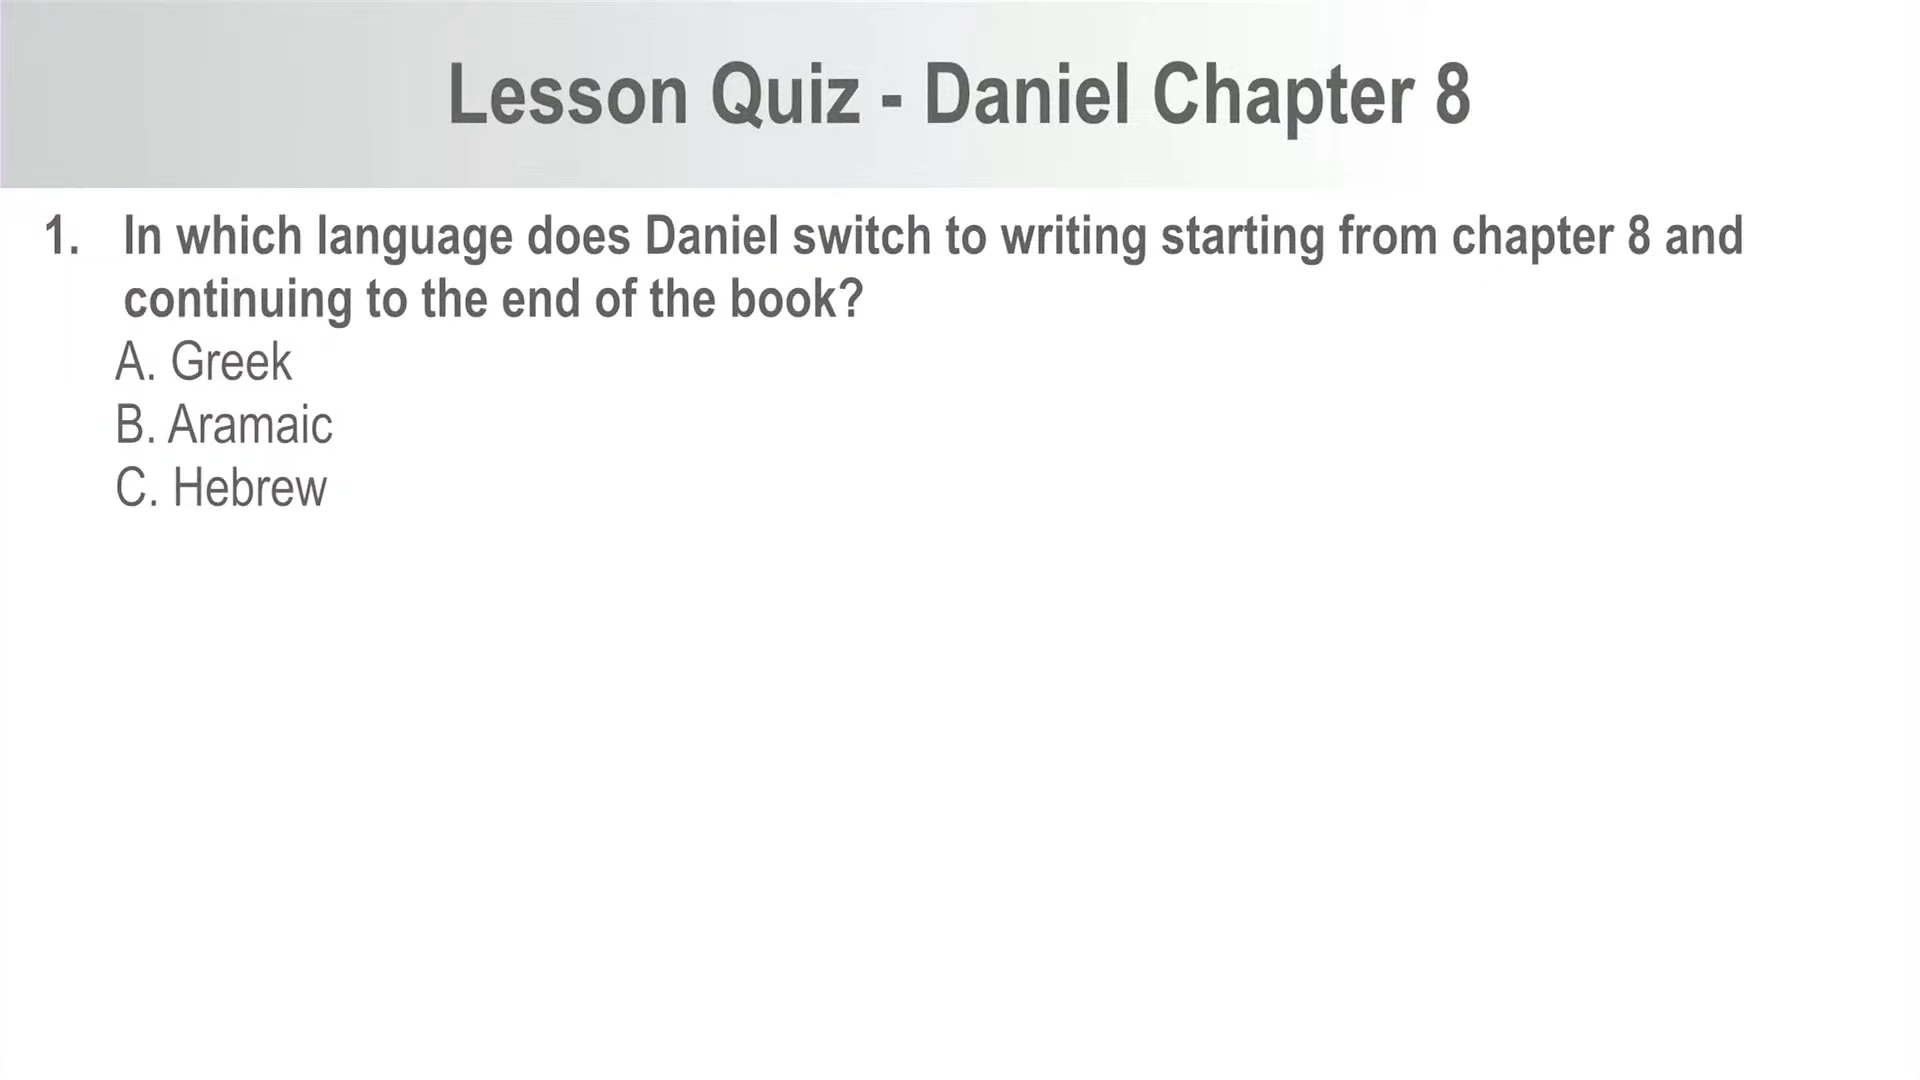 Lesson Quiz - Daniel Chapter 8
1. In which language does Daniel switch to writing starting from chapter 8 and
continuing to the end of the book?
A. Greek
B. Aramaic
C. Hebrew